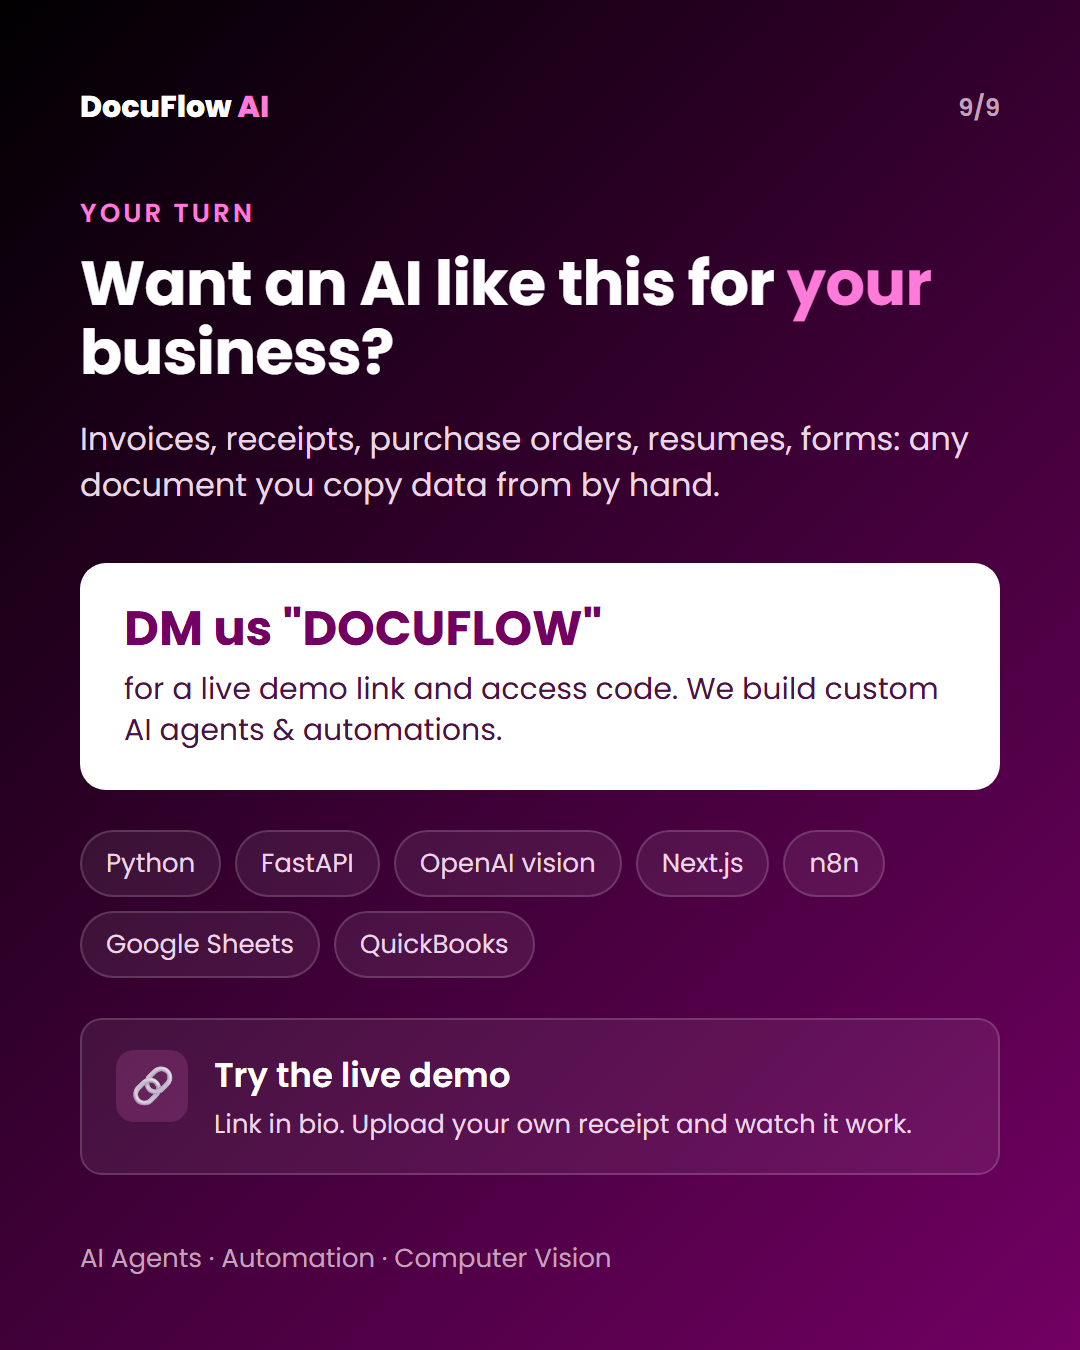 DocuFlow AI
9/9
YOUR TURN
Want an AI like this for your
business?
Invoices, receipts, purchase orders, resumes, forms: any
document you copy data from by hand.
DM us "DOCUFLOW"
for a live demo link and access code. We build custom
AI agents & automations.
Python
FastAPI
OpenAI vision
Next.js
n8n
Google Sheets
QuickBooks
Try the live demo
Link in bio. Upload your own receipt and watch it work.
AI Agents · Automation · Computer Vision